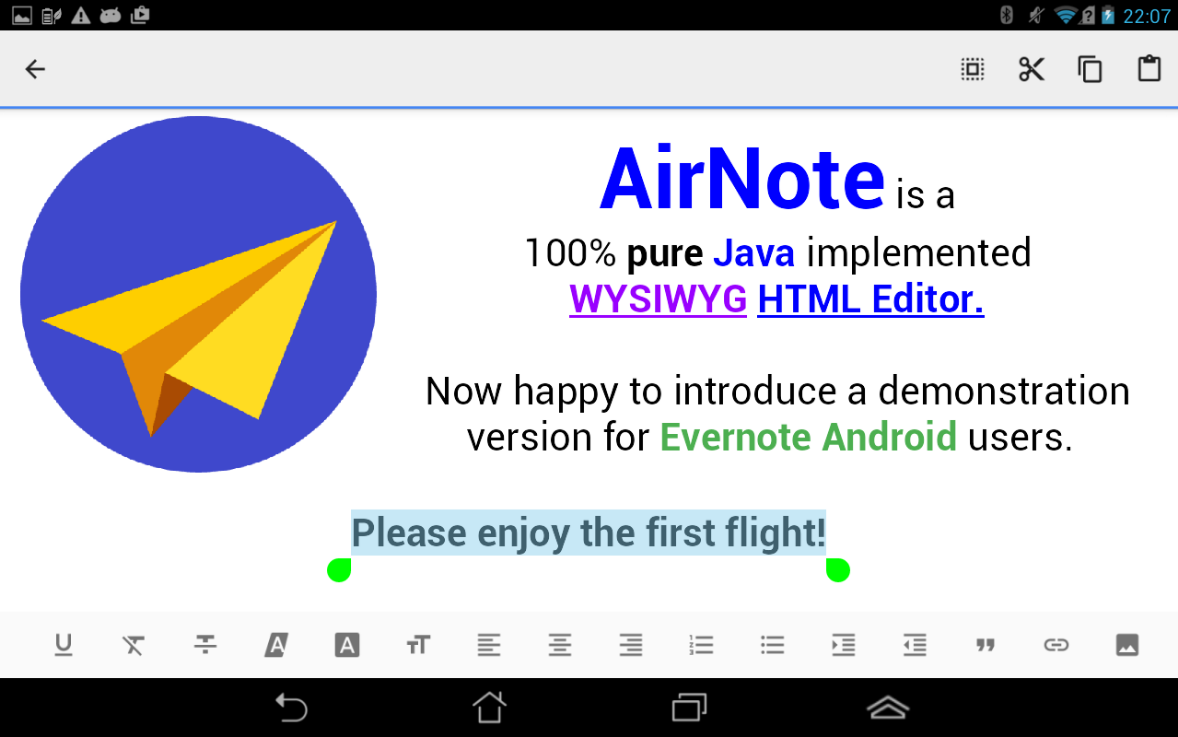 22:07
AirNote is a
100% pure Java implemented
WYSIWYG HTML Editor.
Now happy to introduce a demonstration
version for Evernote Android users.
Please enjoy the first flight!